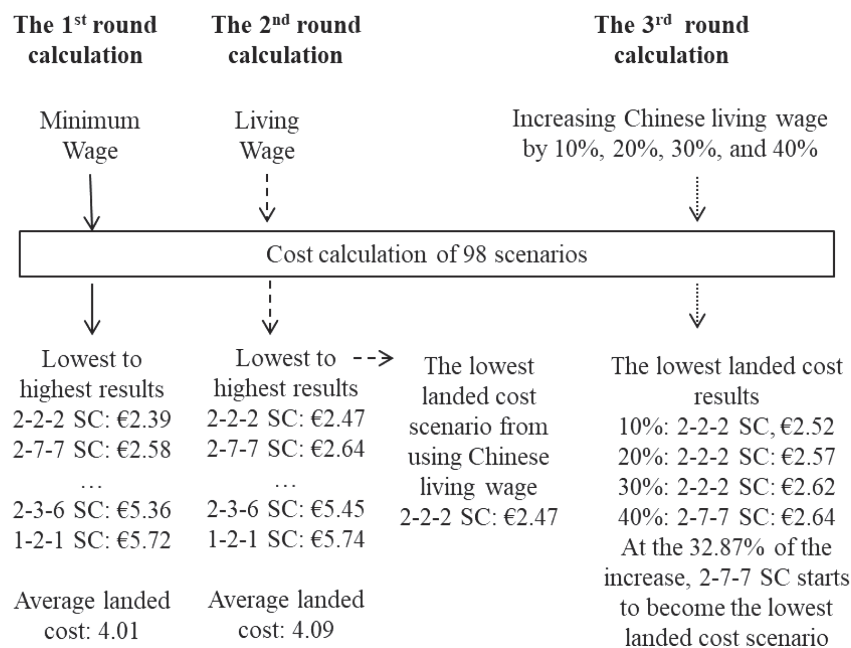 The 1st round
calculation
The 2nd round
calculation
The 3rd round
calculation
Minimum
Wage
Living
Wage
Increasing Chinese living wage
by 10%, 20%, 30%, and 40%
Cost calculation of 98 scenarios
Lowest to
highest results
2-2-2 SC: €2.39
2-7-7 SC: €2.58
…
2-3-6 SC: €5.36
1-2-1 SC: €5.72
Average landed
cost: 4.01
Lowest to
highest results
2-2-2 SC: €2.47
2-7-7 SC: €2.64
…
2-3-6 SC: €5.45
1-2-1 SC: €5.74
Average landed
cost: 4.09
The lowest
landed cost
scenario from
using Chinese
living wage
2-2-2 SC: €2.47
The lowest landed cost
results
10%: 2-2-2 SC, €2.52
20%: 2-2-2 SC: €2.57
30%: 2-2-2 SC: €2.62
40%: 2-7-7 SC: €2.64
At the 32.87% of the
increase, 2-7-7 SC starts
to become the lowest
landed cost scenario